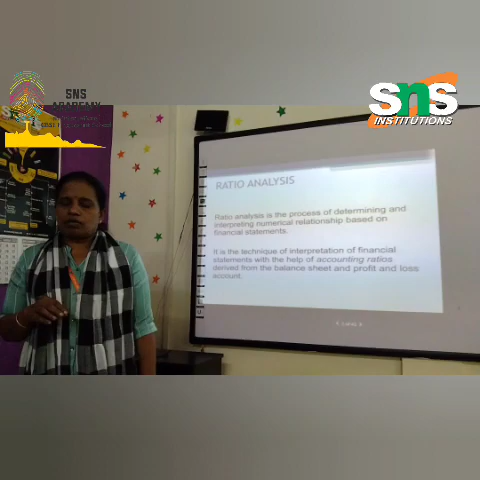 SNS
ACADEMY
SNS
INSTITUTIONS
RATIO ANALYSIS
Ratio analysis is the process of determining and
interpreting numerical relationship based on
financial statements.
It is the technique of interpretation of financial
statements with the help of accounting ratios
derived from the balance sheet and profit and loss
account.